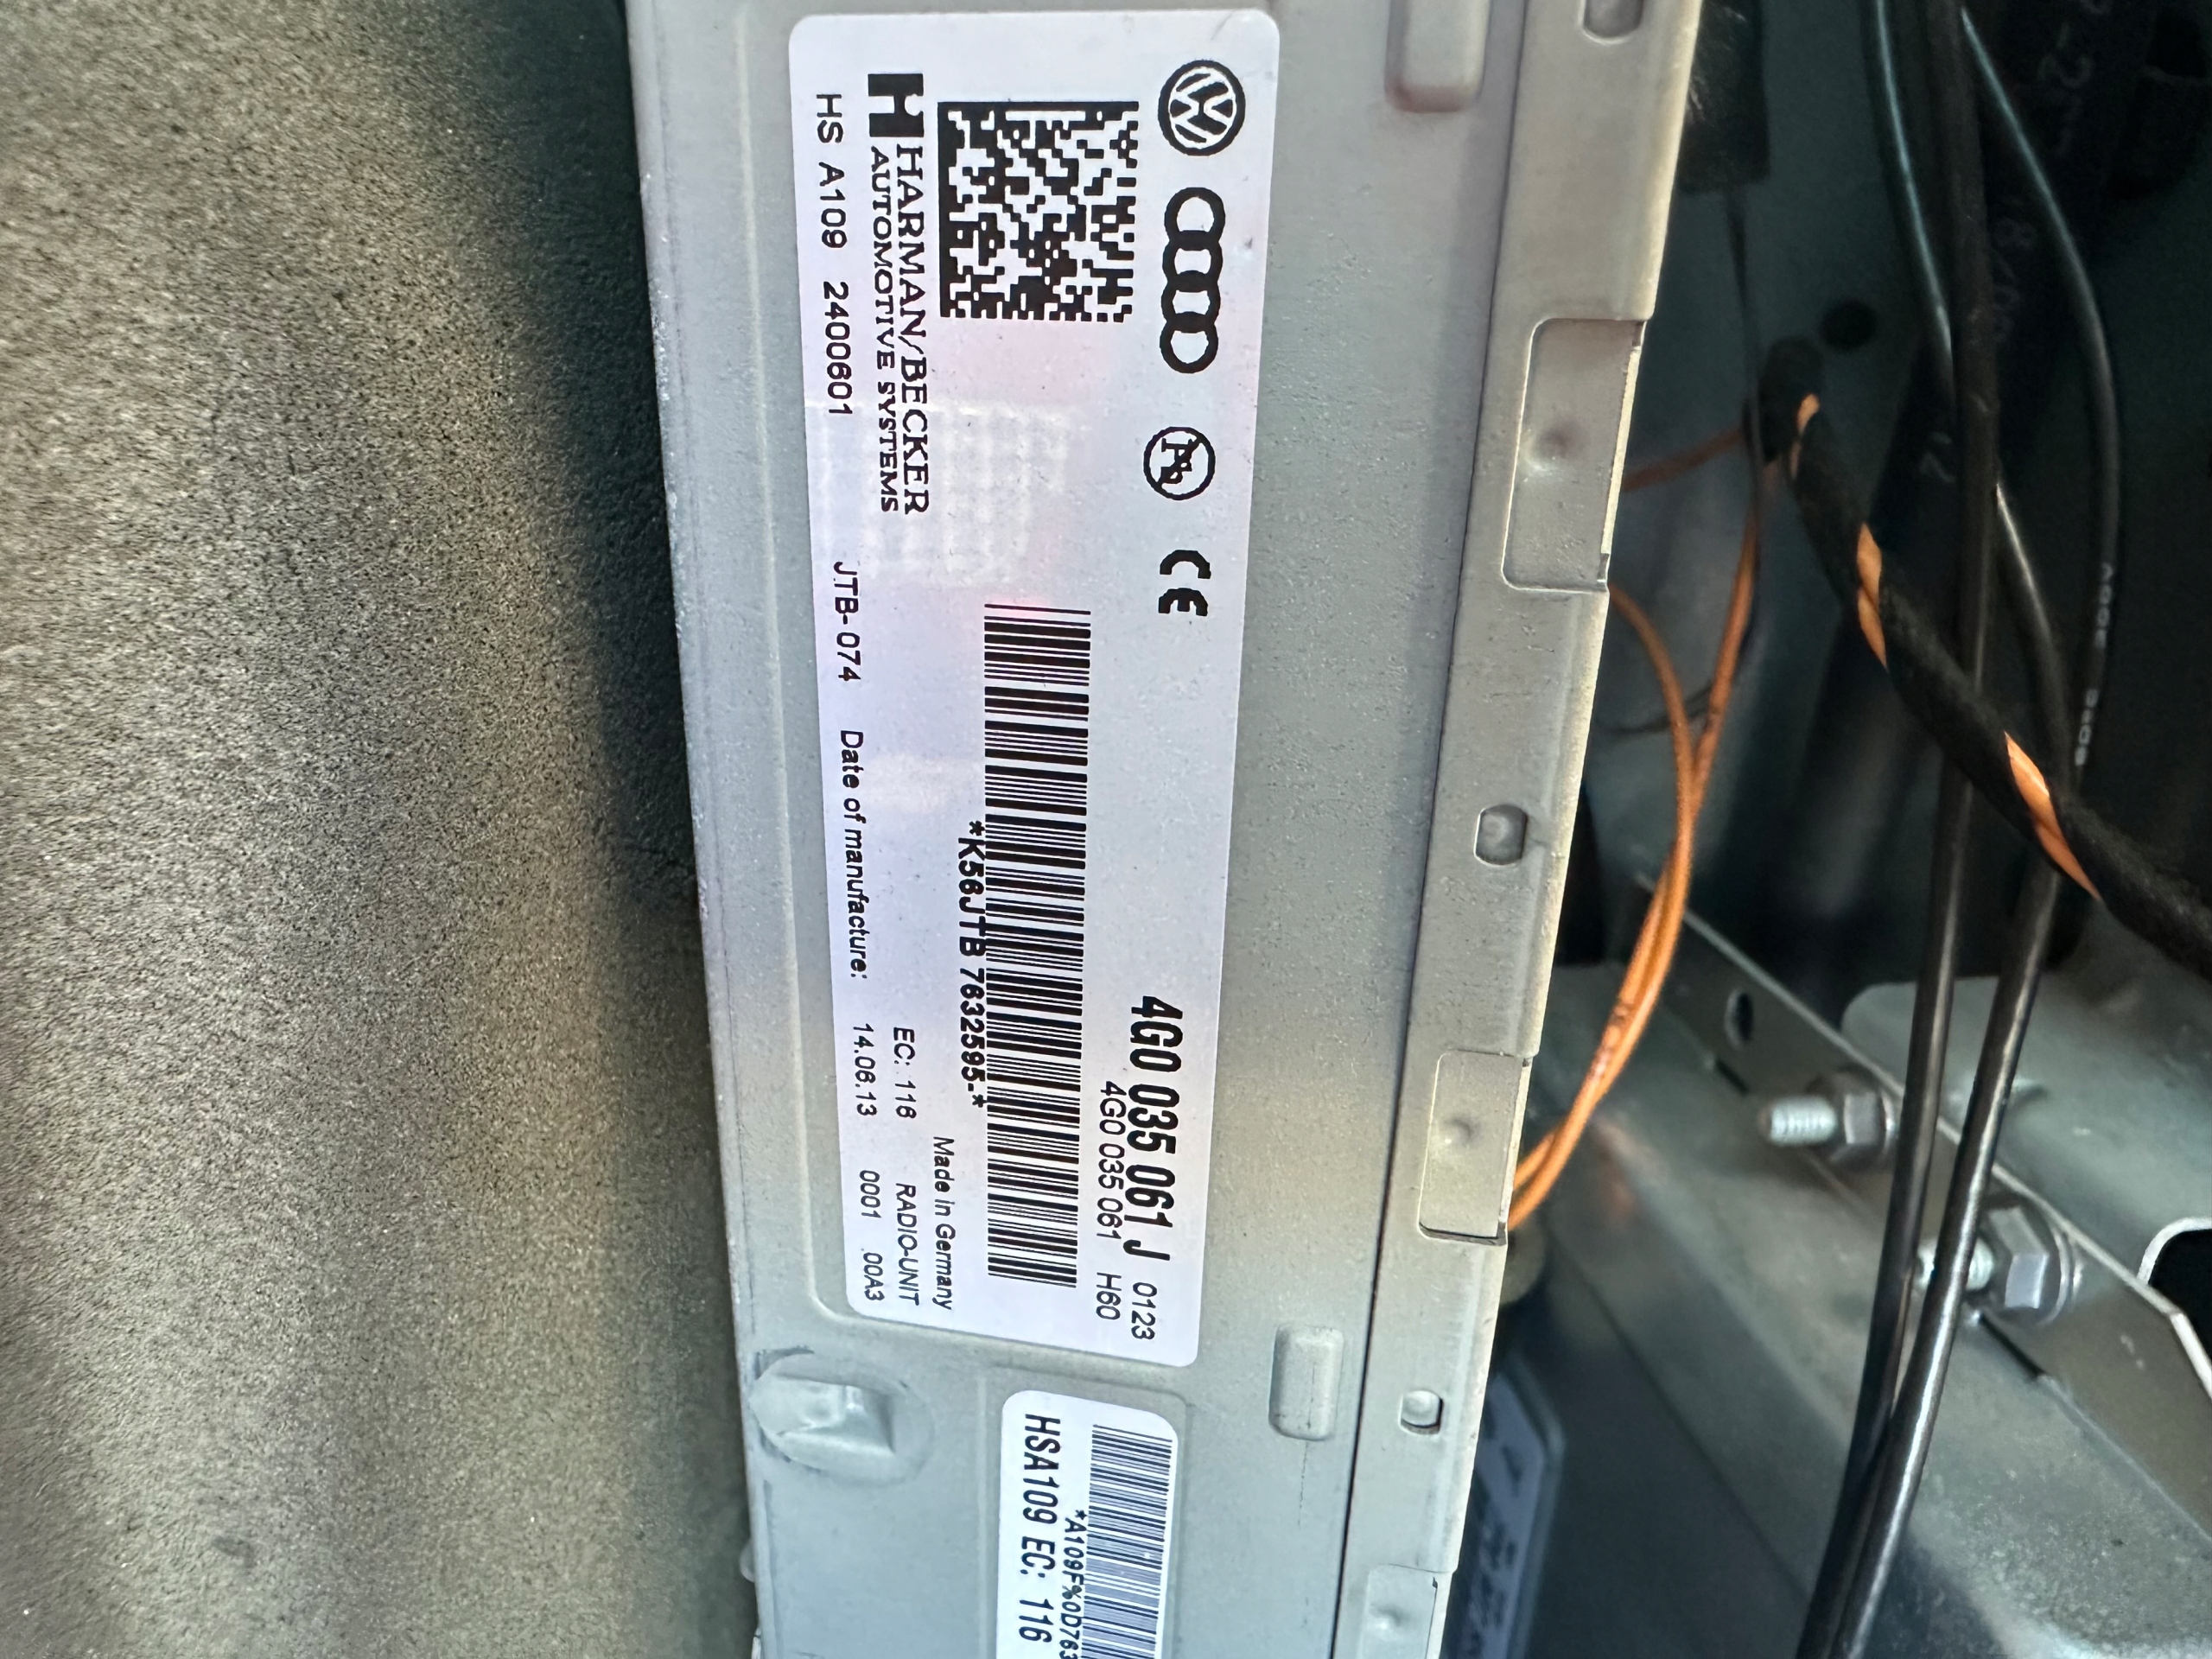 4G0 035 061 J 0123
4G0 035 061 H60
*K56JTB 7632595-*
HARMAN/BECKER
AUTOMOTIVE SYSTEMS
Made in Germany
EC: 116 RADIO-UNIT
HS A109 2400601 JTB- 074 Date of manufacture: 14.06.13 0001 00A3
*A109F%0D763
HSA109 EC: 116